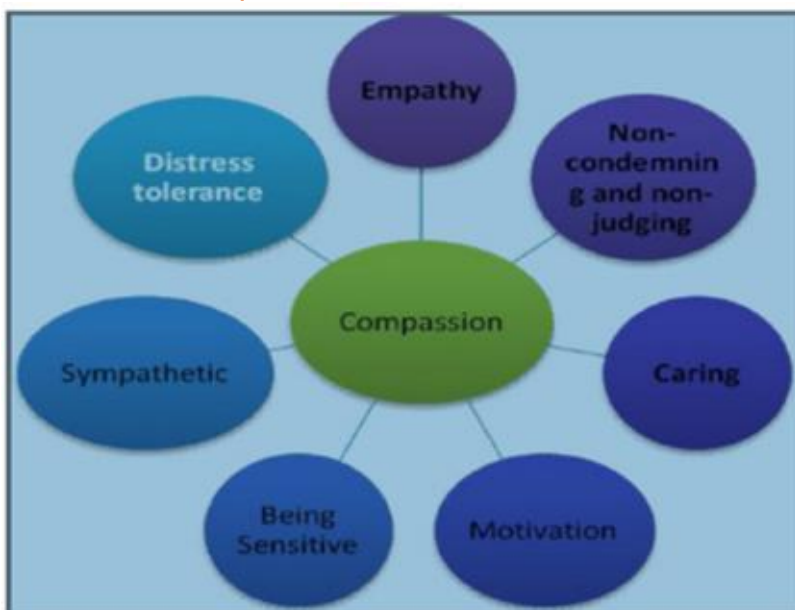 Empathy
Non-
condemnin
g and non-
judging
Distress
tolerance
Compassion
Sympathetic
Caring
Being
Sensitive
Motivation